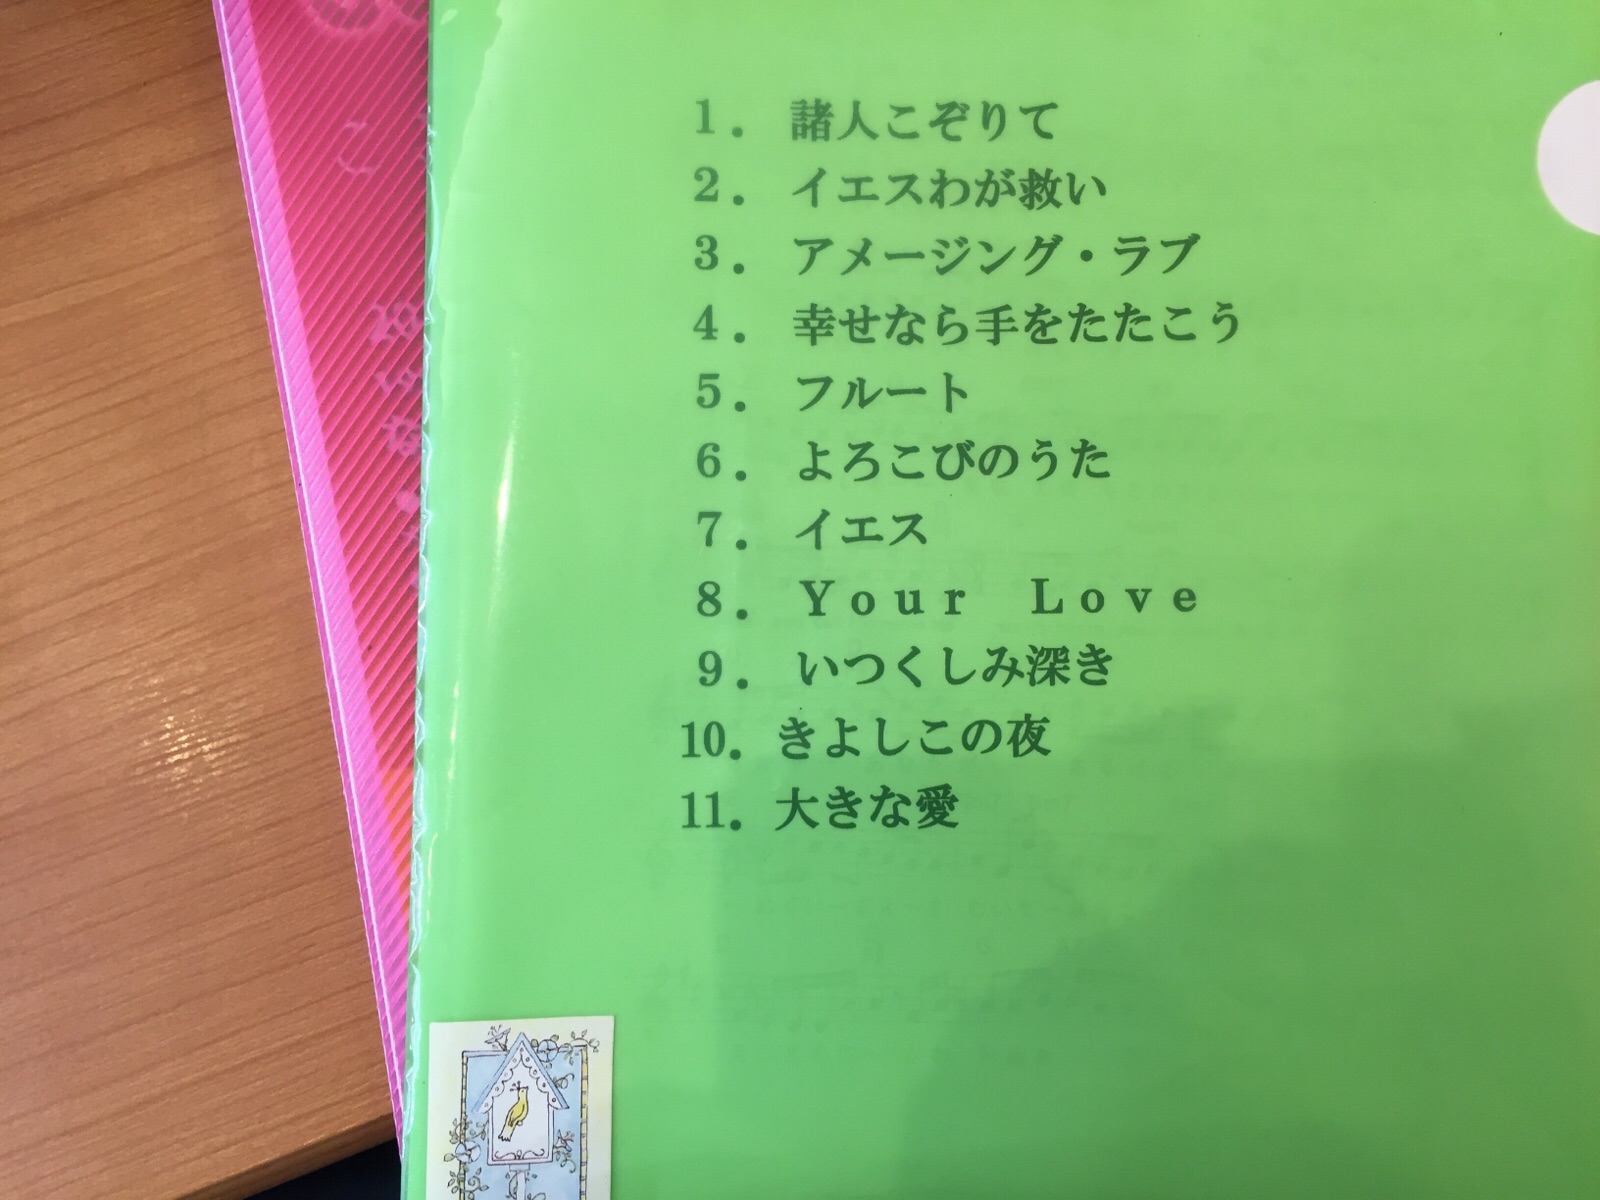 1．諸人こぞりて
2．イエスわが救い
3．アメージング・ラブ
4．幸せなら手をたたこう
5．フルート
6．よろこびのうた
7．イエス
8．Ｙｏｕｒ　Ｌｏｖｅ
9．いつくしみ深き
10．きよしこの夜
11．大きな愛